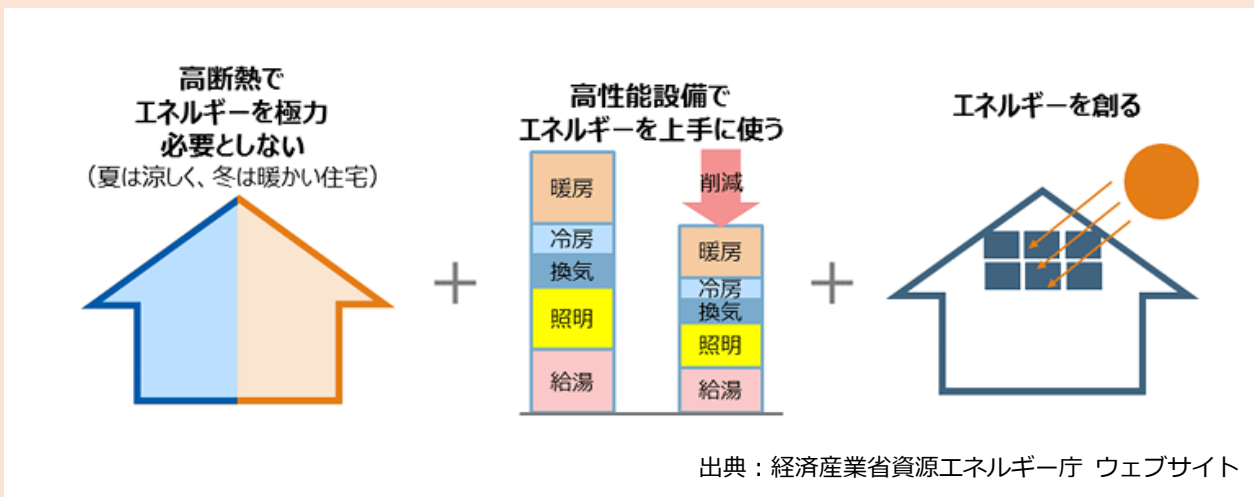 高断熱で
エネルギーを極力
必要としない
（夏は涼しく、冬は暖かい住宅）
高性能設備で
エネルギーを上手に使う
暖房
冷房
換気
照明
給湯
削減
暖房
冷房
換気
照明
給湯
エネルギーを創る
出典：経済産業省資源エネルギー庁 ウェブサイト